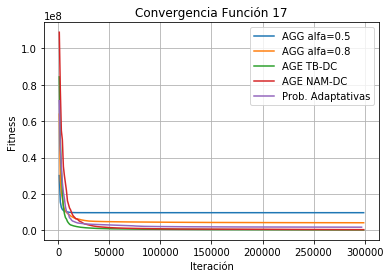 Convergencia Función 17
1e8
AGG alfa=0.5
AGG alfa=0.8
AGE TB-DC
AGE NAM-DC
Prob. Adaptativas
Fitness
1.0
0.8
0.6
0.4
0.2
0.0
0 50000 100000 150000 200000 250000 300000
Iteración